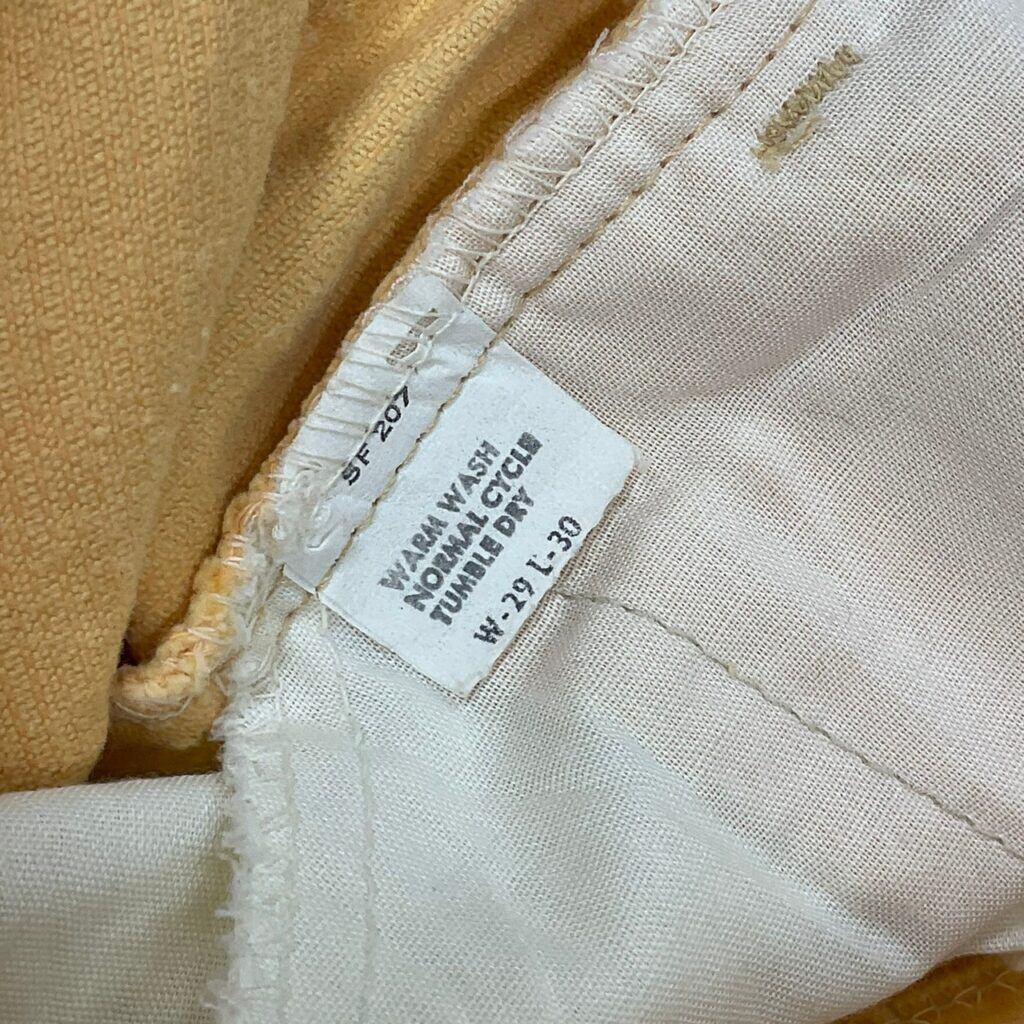 SF 207
WARM WASH
NORMAL CYCLE
TUMBLE DRY
W-29 L-30